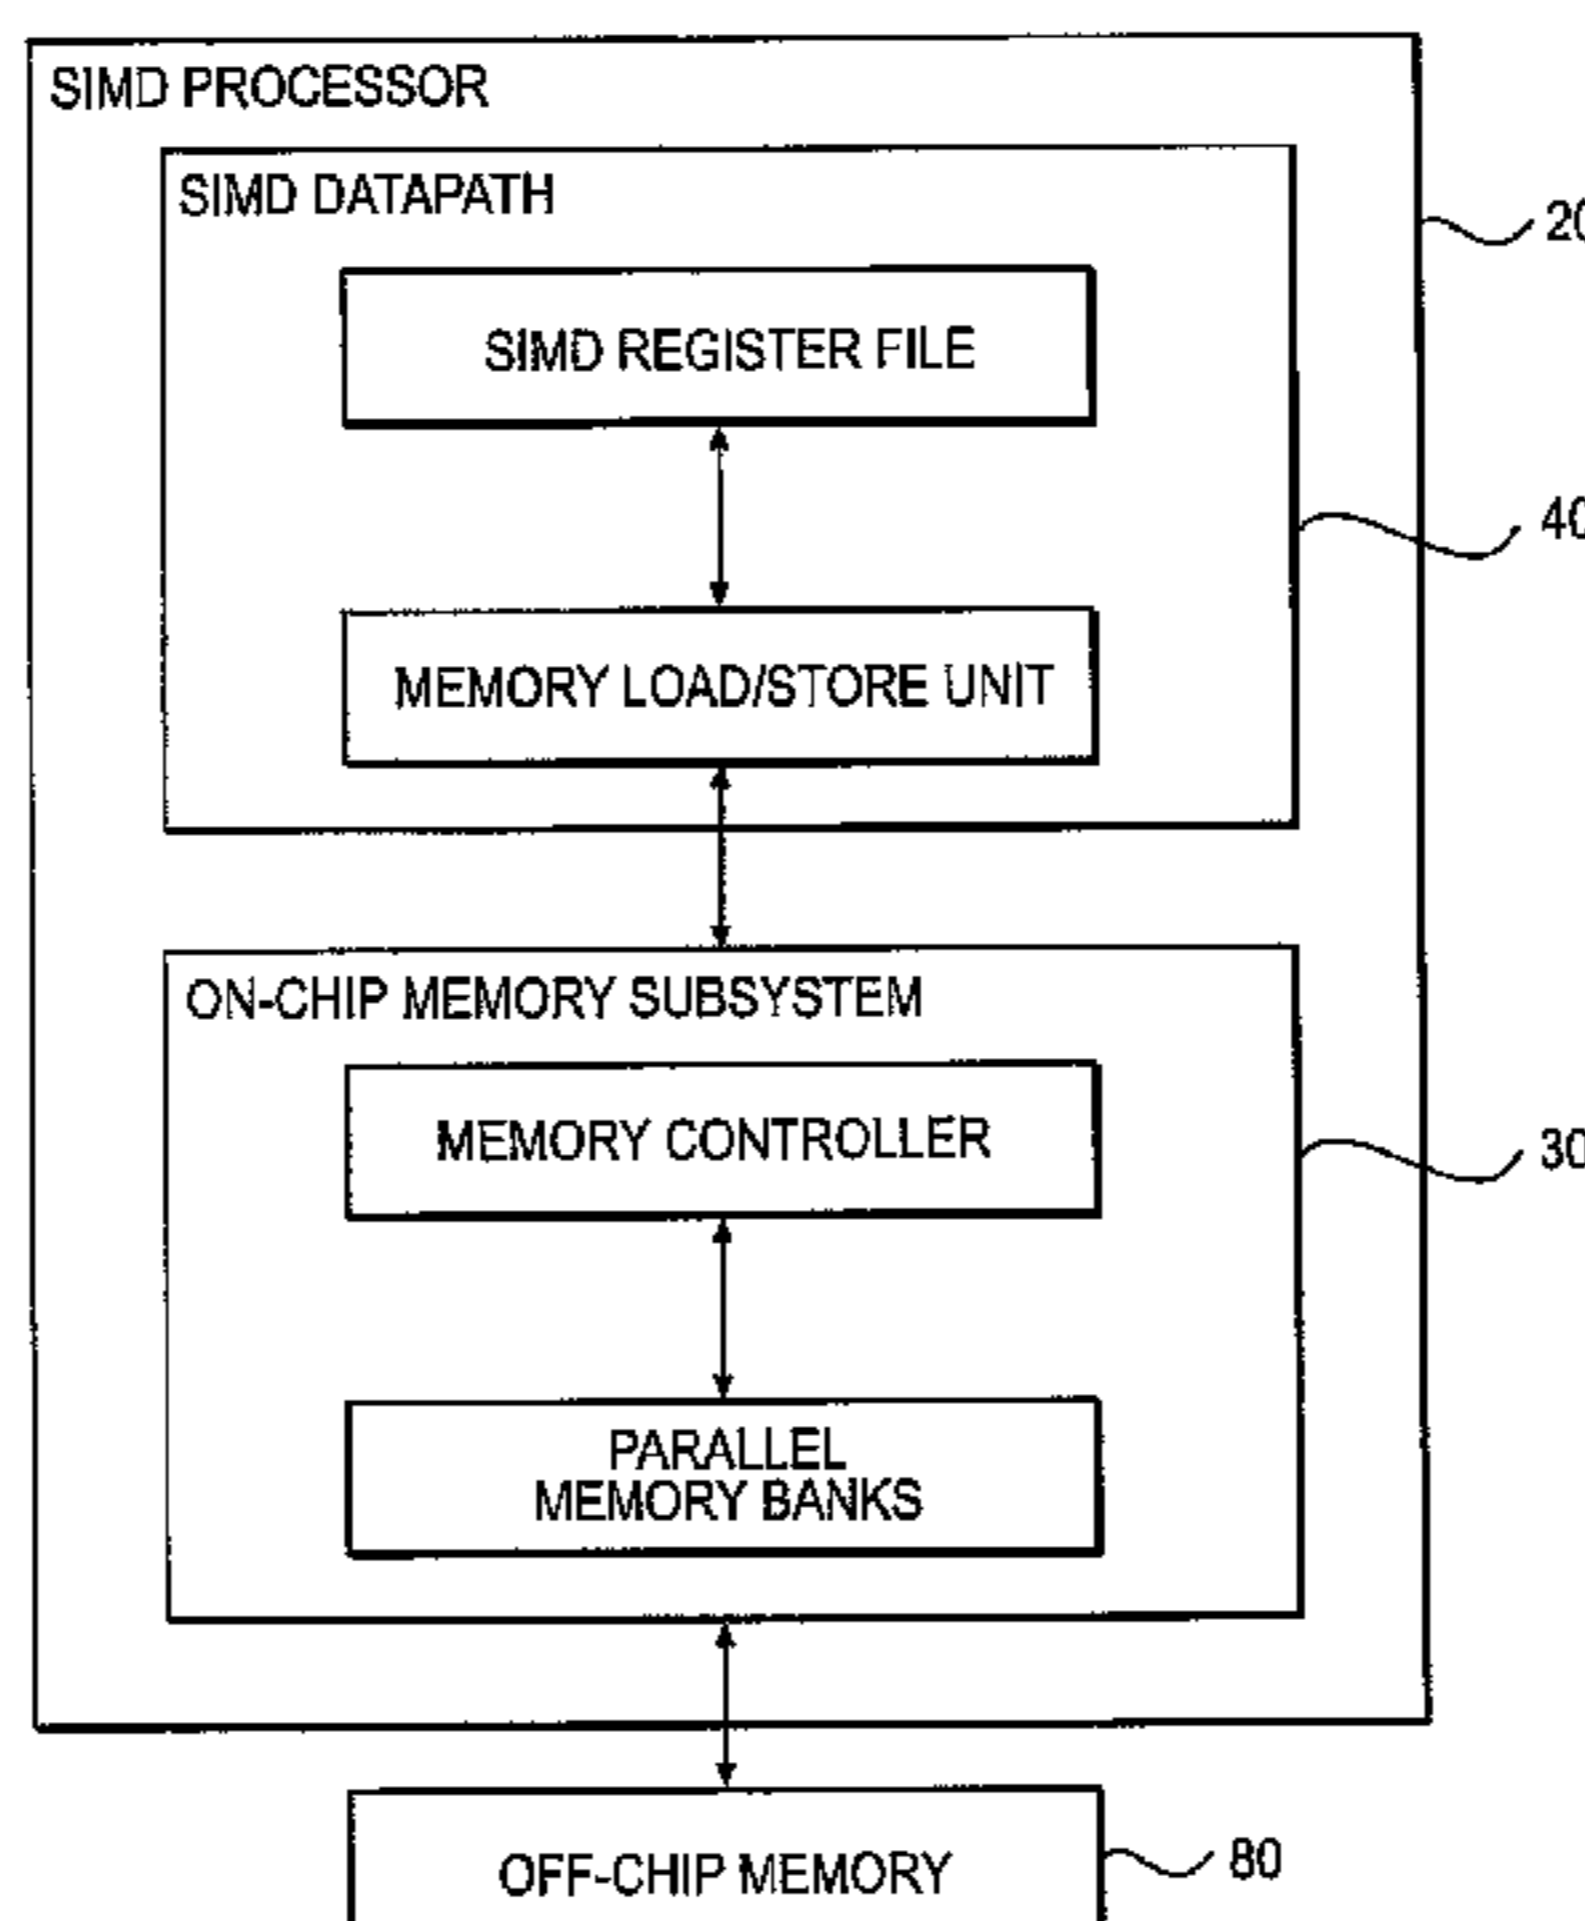 SIMD PROCESSOR
SIMD DATAPATH
20
SIMD REGISTER FILE
40
MEMORY LOAD/STORE UNIT
ON-CHIP MEMORY SUBSYSTEM
MEMORY CONTROLLER
30
PARALLEL
MEMORY BANKS
OFF-CHIP MEMORY
80